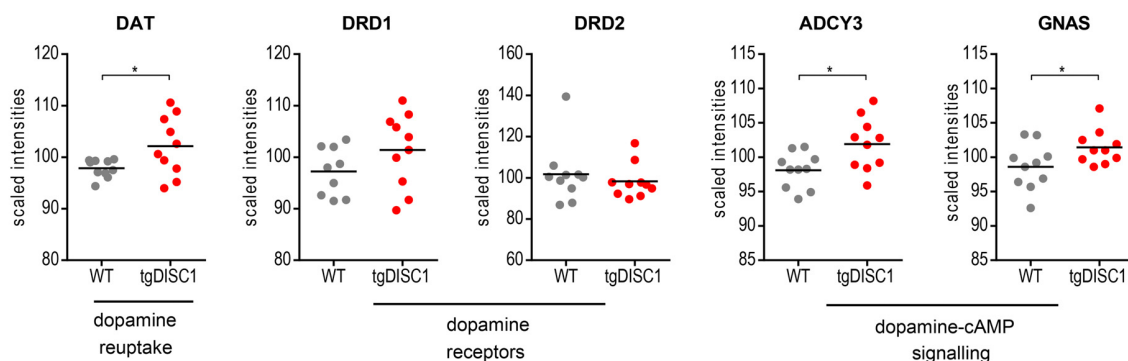 DAT
DRD1
DRD2
ADCY3
GNAS
scaled intensities
120
110
100
90
80
*
WT
tgDISC1
scaled intensities
120
110
100
90
80
WT
tgDISC1
scaled intensities
160
140
120
100
80
60
WT
tgDISC1
scaled intensities
115
110
105
100
95
90
85
*
WT
tgDISC1
scaled intensities
115
110
105
100
95
90
85
*
WT
tgDISC1
dopamine
reuptake
dopamine
receptors
dopamine-cAMP
signalling